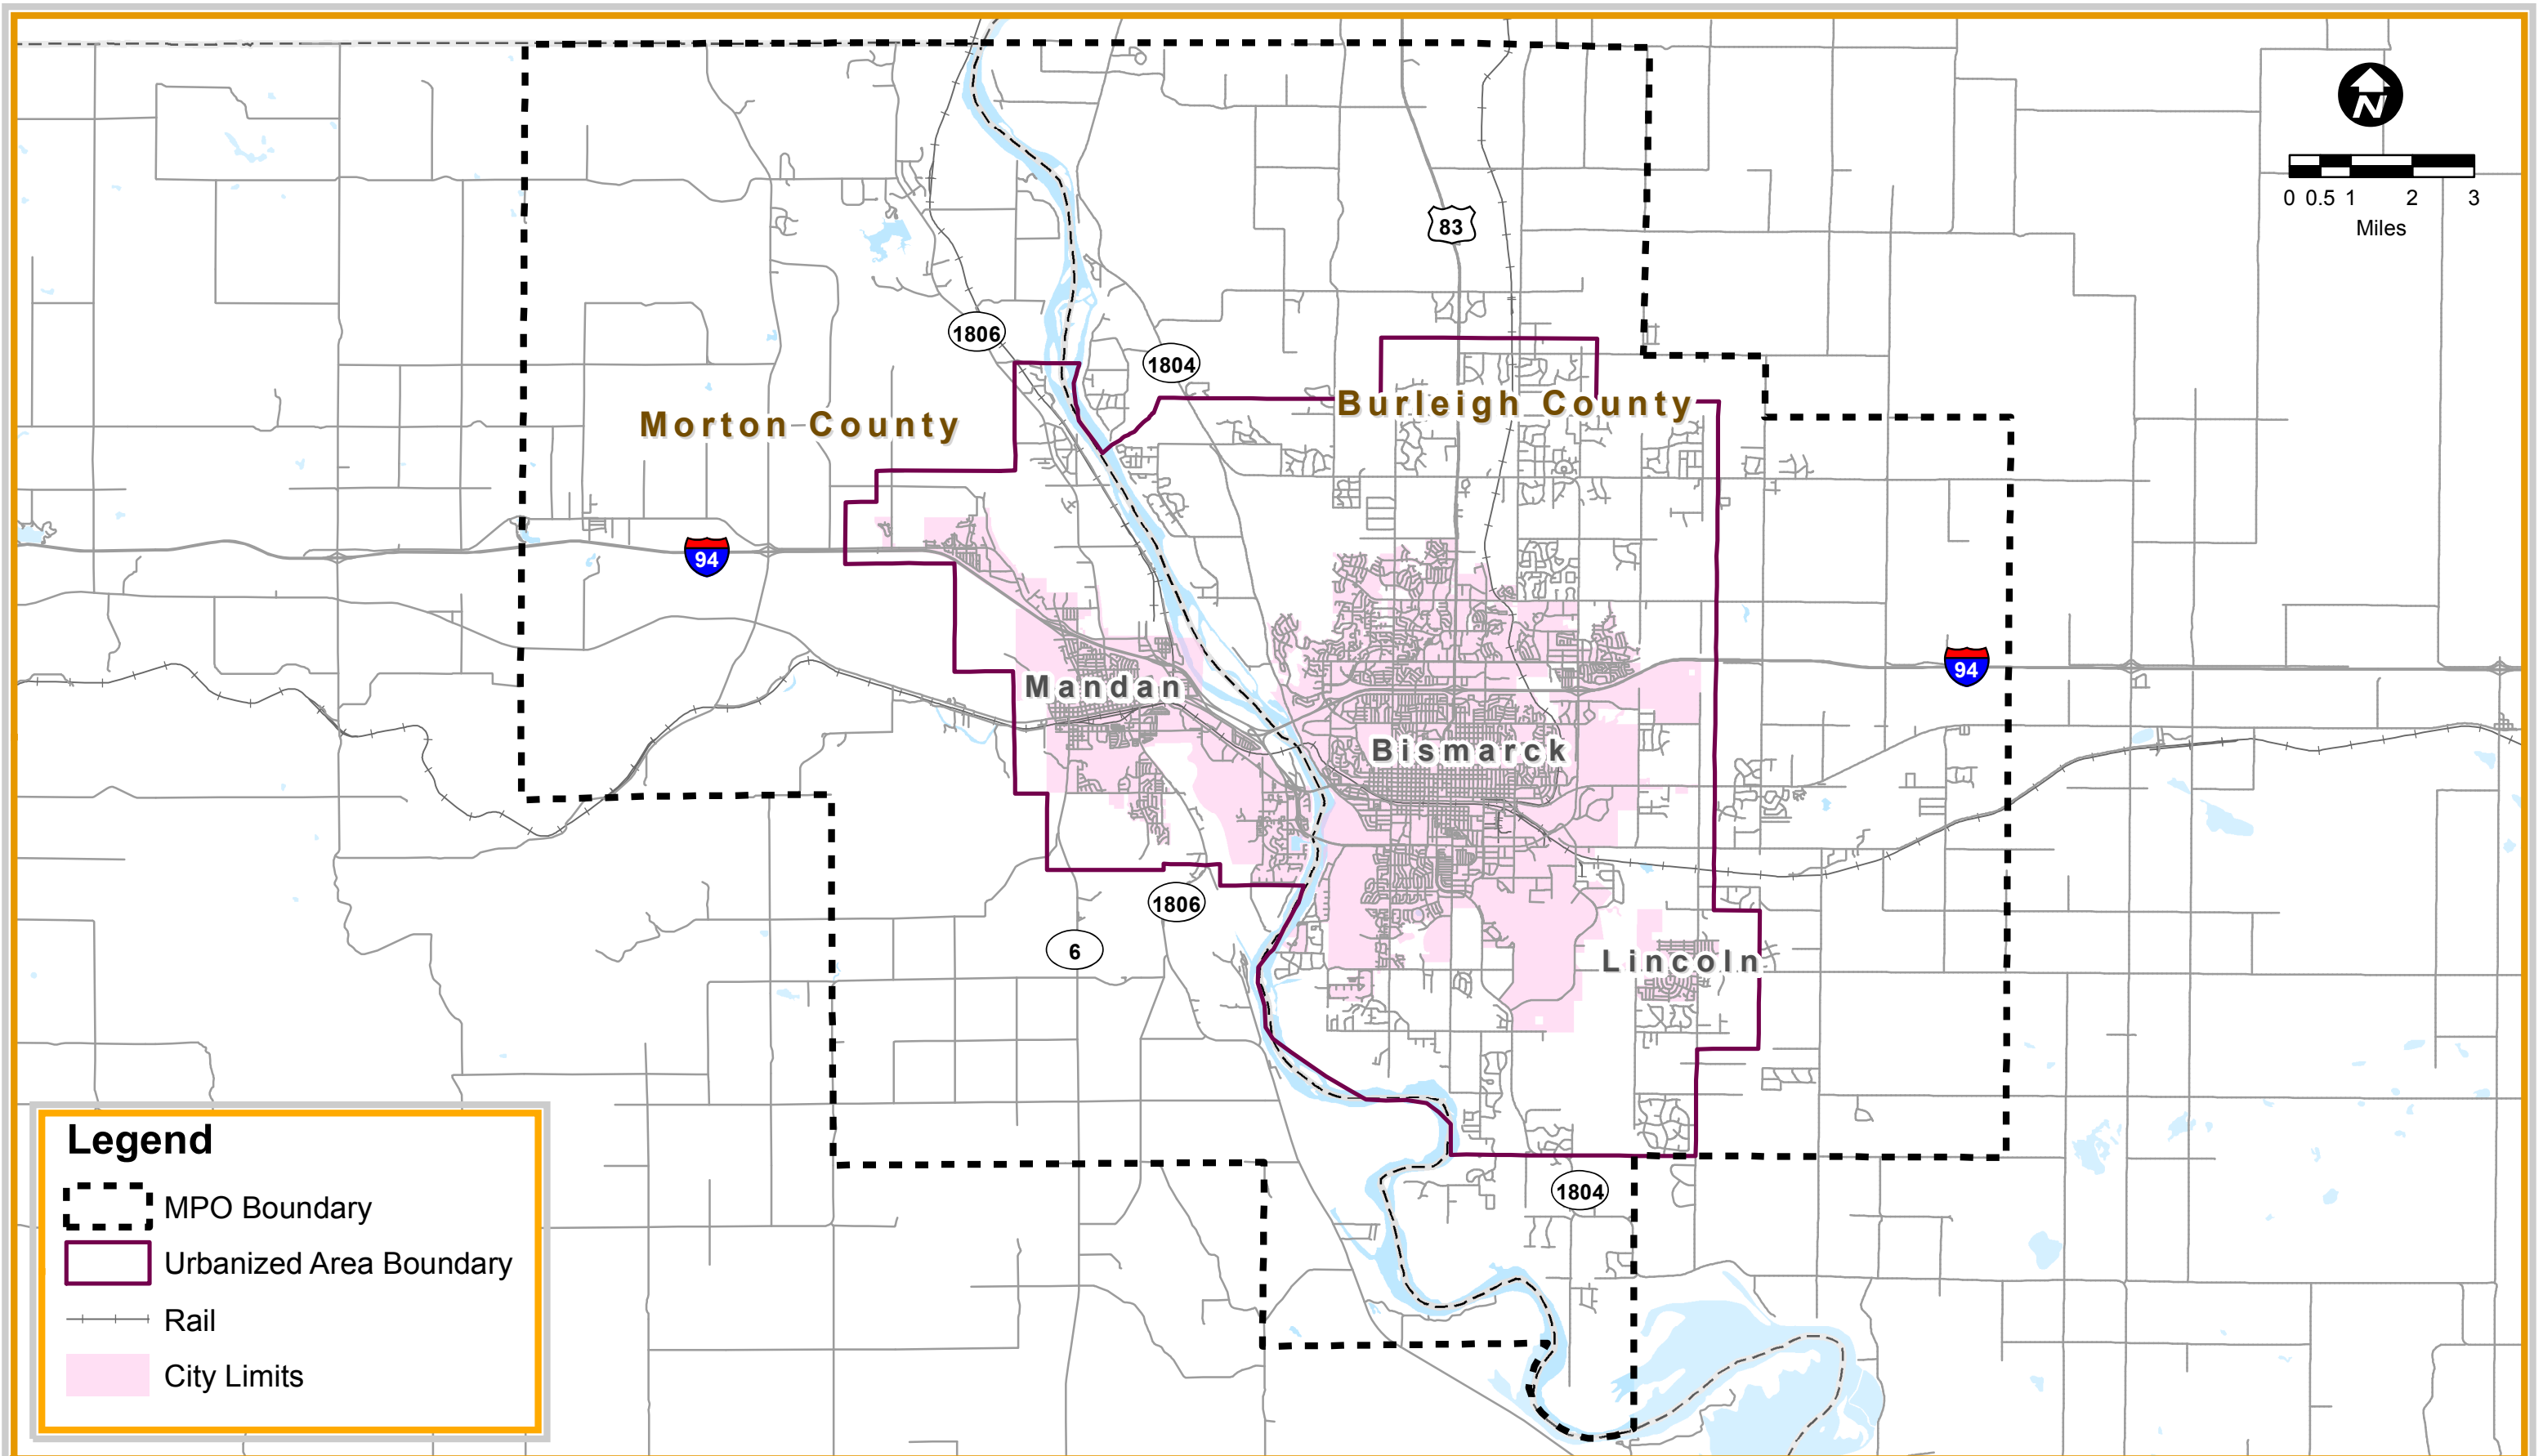 N
0 0.5 1 2 3
Miles
83
1806
1804
Morton County
Burleigh County
94
94
Mandan
Bismarck
1806
6
Lincoln
1804
Legend
MPO Boundary
Urbanized Area Boundary
Rail
City Limits